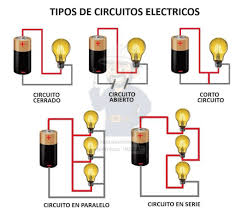 TIPOS DE CIRCUITOS ELECTRICOS
CIRCUITO
CERRADO
CIRCUITO
ABIERTO
CORTO
CIRCUITO
CIRCUITO EN PARALELO
CIRCUITO EN SERIE